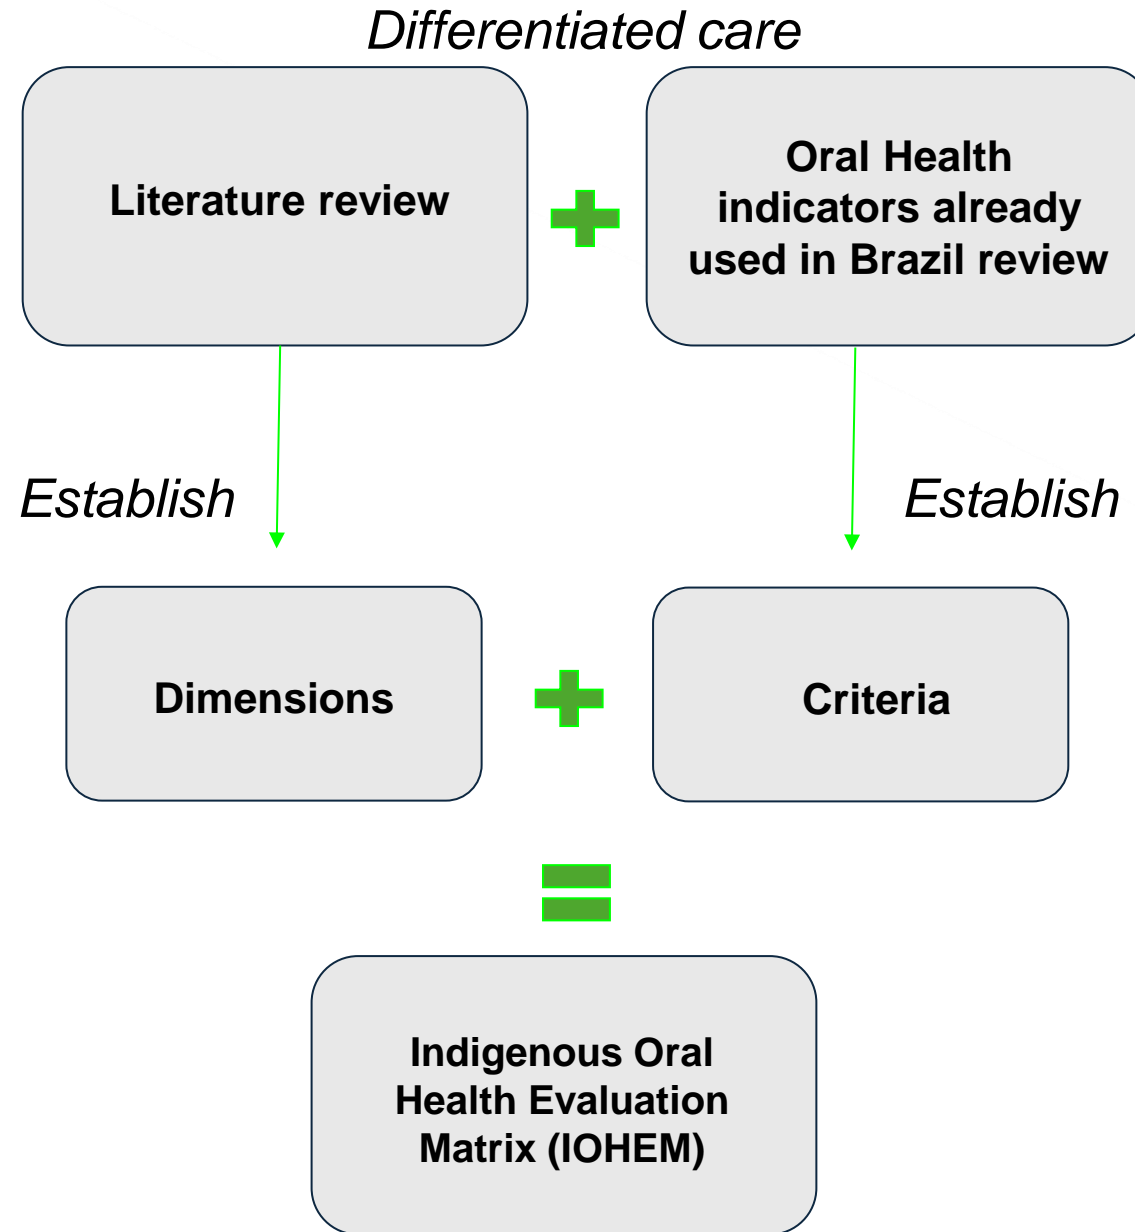 Differentiated care
Literature review
Oral Health
indicators already
used in Brazil review
Establish
Establish
Dimensions
Criteria
Indigenous Oral
Health Evaluation
Matrix (IOHEM)